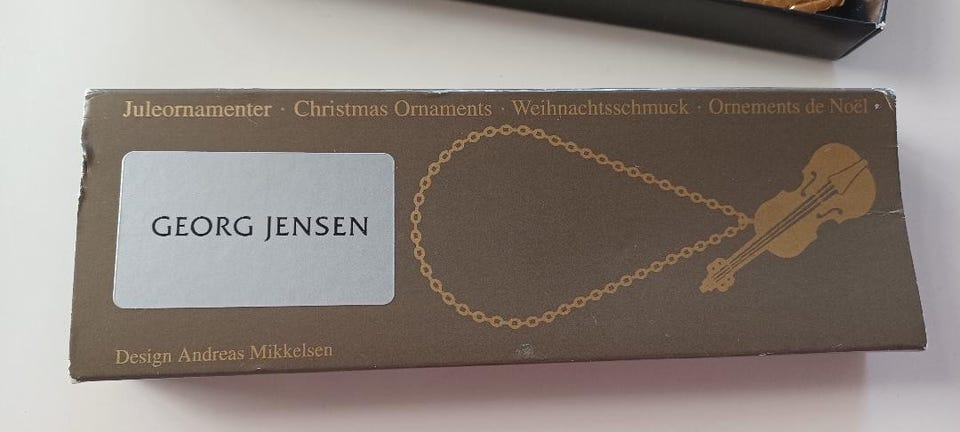 Juleornamenter · Christmas Ornaments · Weihnachtsschmuck · Ornements de Noël ·
GEORG JENSEN
Design Andreas Mikkelsen